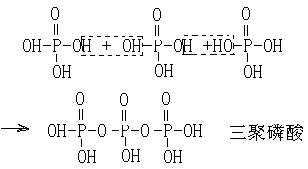 O O O
OH-P-OH + OH-P-OH + HO-P-OH
OH OH OH
O O O
→ OH-P-O-P-O-P-OH 三聚磷酸
OH OH OH